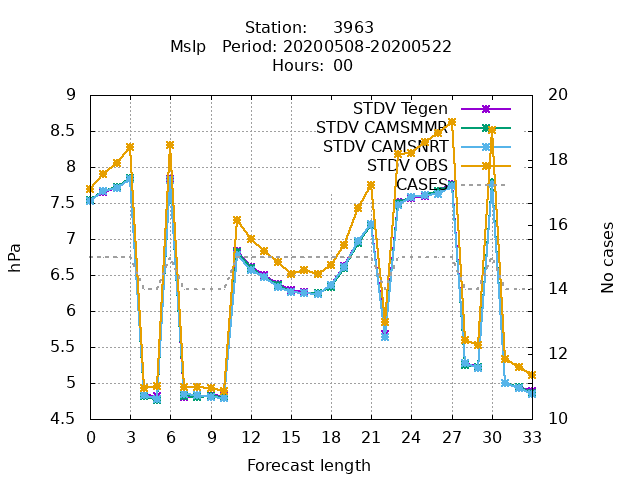 Station: 3963
Mslp Period: 20200508-20200522
Hours: 00
STDV Tegen
STDV CAMSMMR
STDV CAMSNRT
STDV OBS
CASES
9
8.5
8
7.5
7
6.5
6
5.5
5
4.5
hPa
20
18
16
14
12
10
No cases
0 3 6 9 12 15 18 21 24 27 30 33
Forecast length